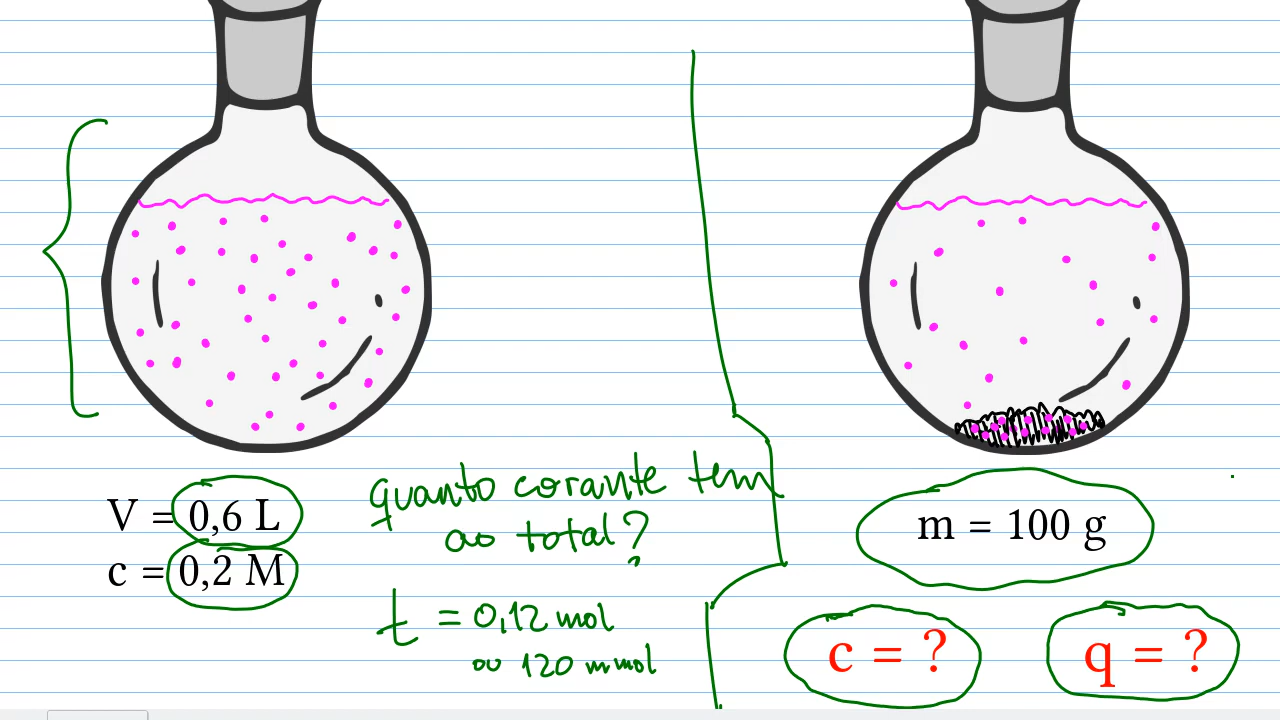 V = 0,6 L
c = 0,2 M
quanto corante tem
ao total?
t = 0,12 mol
ou 120 mmol
m = 100 g
c = ?
q = ?